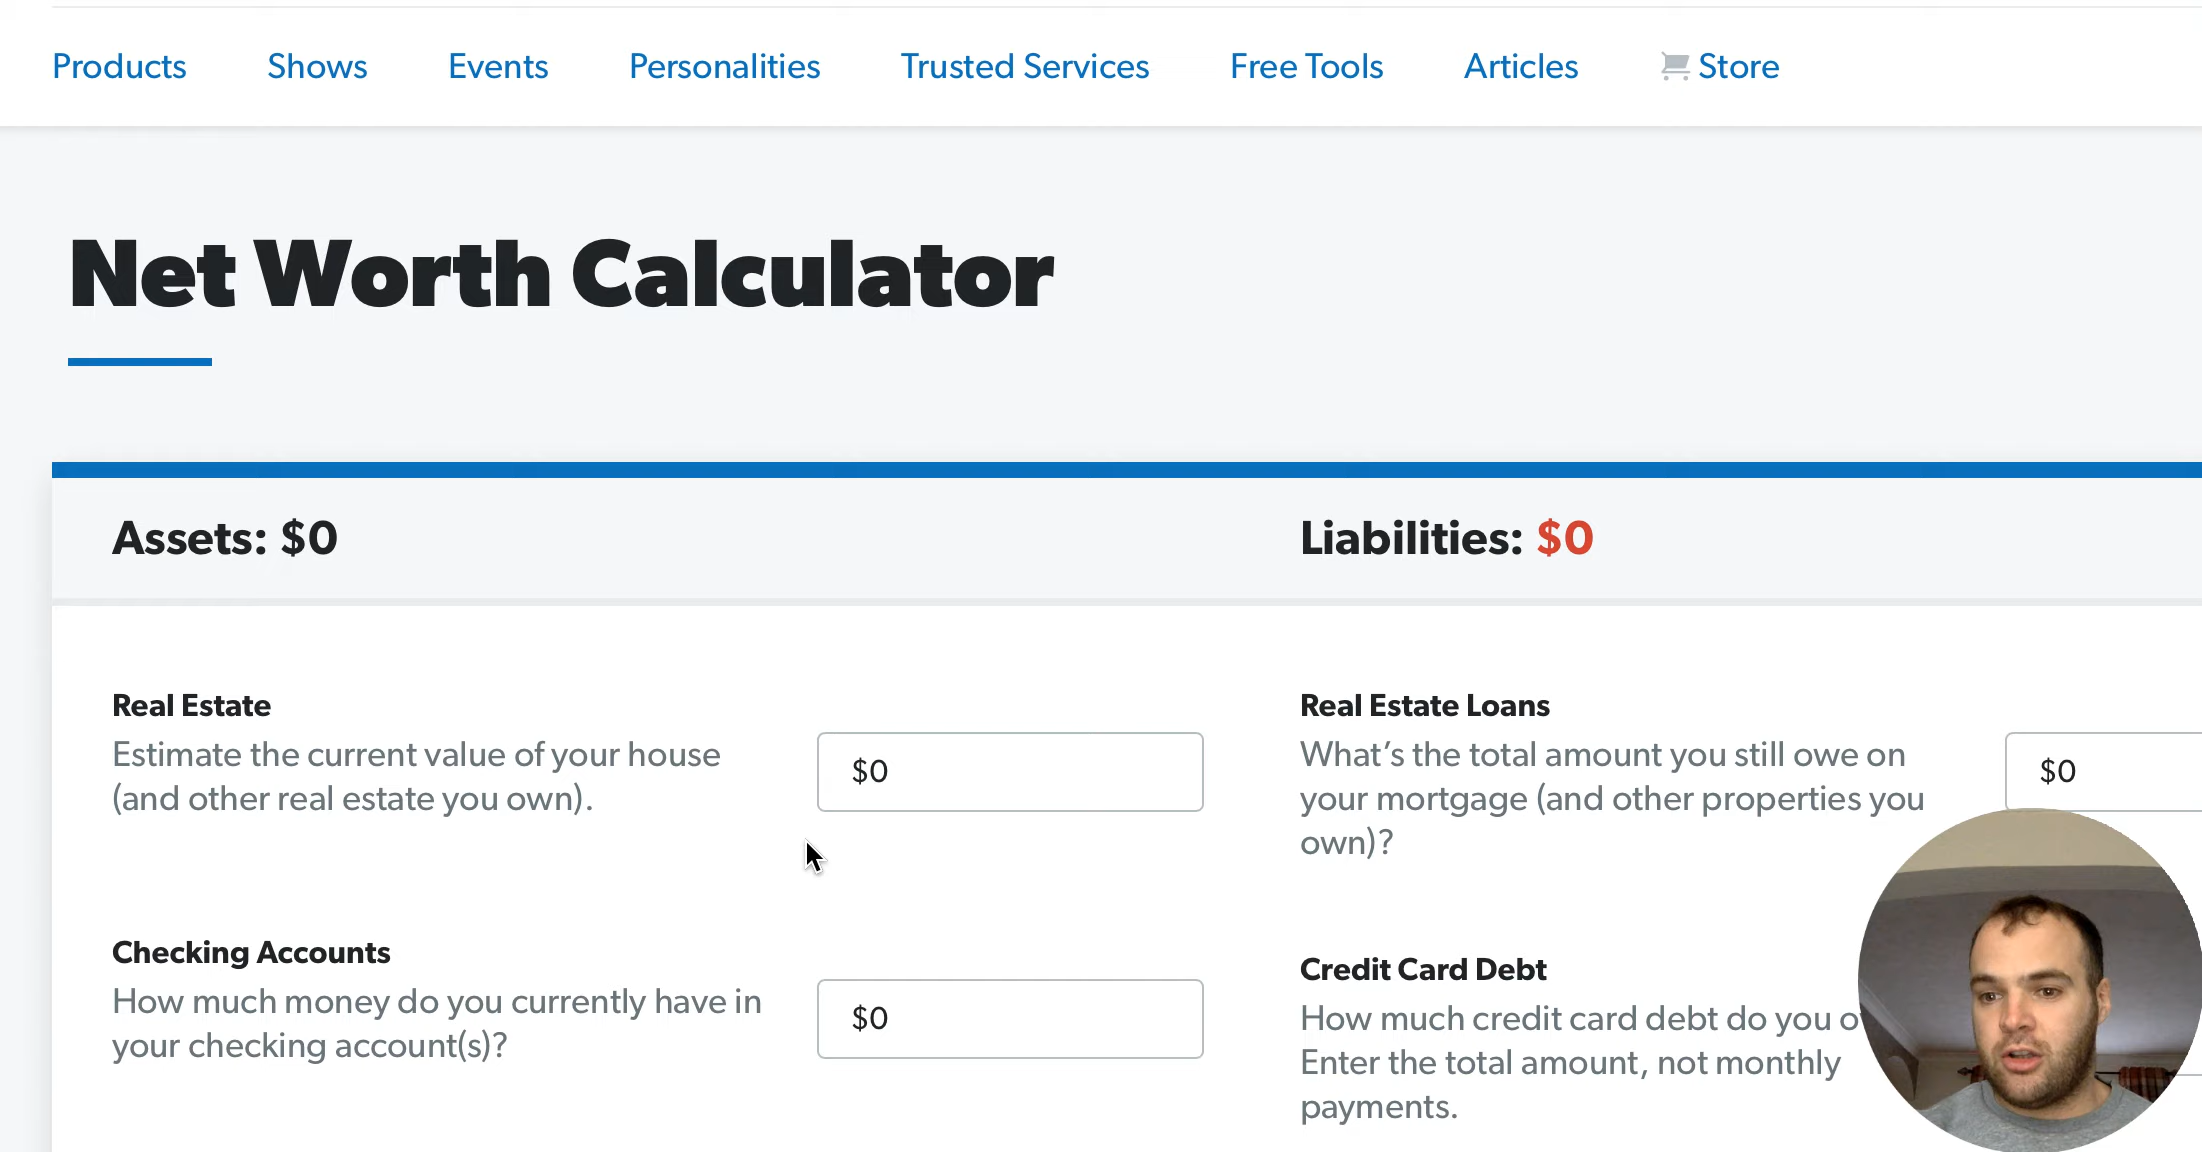 Products Shows Events Personalities Trusted Services Free Tools Articles Store
Net Worth Calculator
Assets: $0
Liabilities: $0
Real Estate
Estimate the current value of your house
(and other real estate you own).
$0
Real Estate Loans
What’s the total amount you still owe on
your mortgage (and other properties you
own)?
$0
Checking Accounts
How much money do you currently have in
your checking account(s)?
$0
Credit Card Debt
How much credit card debt do you
Enter the total amount, not monthly
payments.